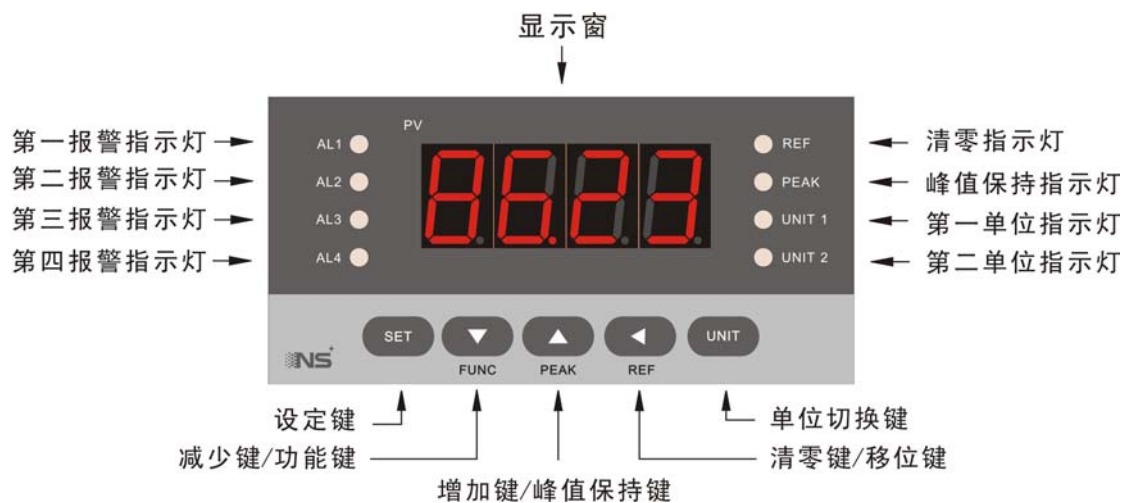 显示窗
第一报警指示灯
第二报警指示灯
第三报警指示灯
第四报警指示灯
PV
AL1
AL2
AL3
AL4
86.23
REF
PEAK
UNIT 1
UNIT 2
清零指示灯
峰值保持指示灯
第一单位指示灯
第二单位指示灯
NS+
SET
UNIT
FUNC
PEAK
REF
设定键
单位切换键
减少键/功能键
清零键/移位键
增加键/峰值保持键